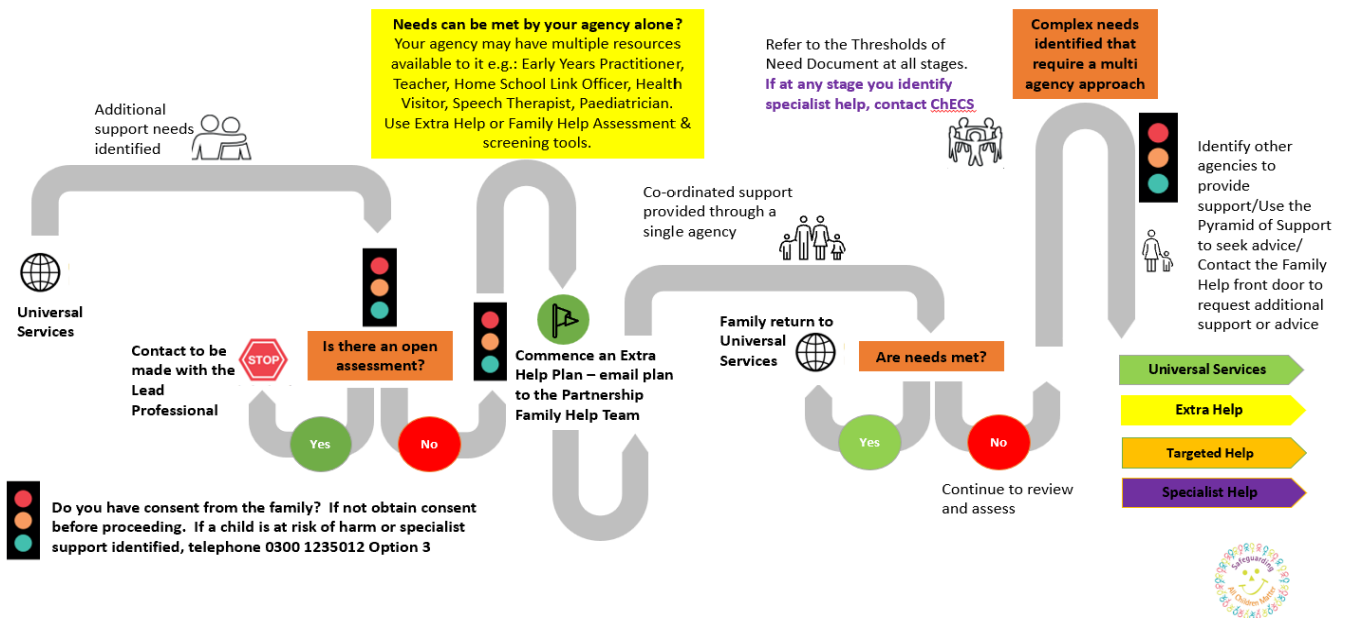 Additional
support needs
identified
Universal
Services
Needs can be met by your agency alone?
Your agency may have multiple resources
available to it e.g.: Early Years Practitioner,
Teacher, Home School Link Officer, Health
Visitor, Speech Therapist, Paediatrician.
Use Extra Help or Family Help Assessment &
screening tools.
Is there an open
assessment?
STOP
Contact to be
made with the
Lead
Professional
Yes
No
Commence an Extra
Help Plan – email plan
to the Partnership
Family Help Team
Co-ordinated support
provided through a
single agency
Refer to the Thresholds of
Need Document at all stages.
If at any stage you identify
specialist help, contact ChECS
Family return to
Universal
Services
Are needs met?
Yes
No
Continue to review
and assess
Complex needs
identified that
require a multi
agency approach
Identify other
agencies to
provide
support/Use the
Pyramid of Support
to seek advice/
Contact the Family
Help front door to
request additional
support or advice
Universal Services
Extra Help
Targeted Help
Specialist Help
Do you have consent from the family? If not obtain consent
before proceeding. If a child is at risk of harm or specialist
support identified, telephone 0300 1235012 Option 3
Safeguarding
All Children Matter